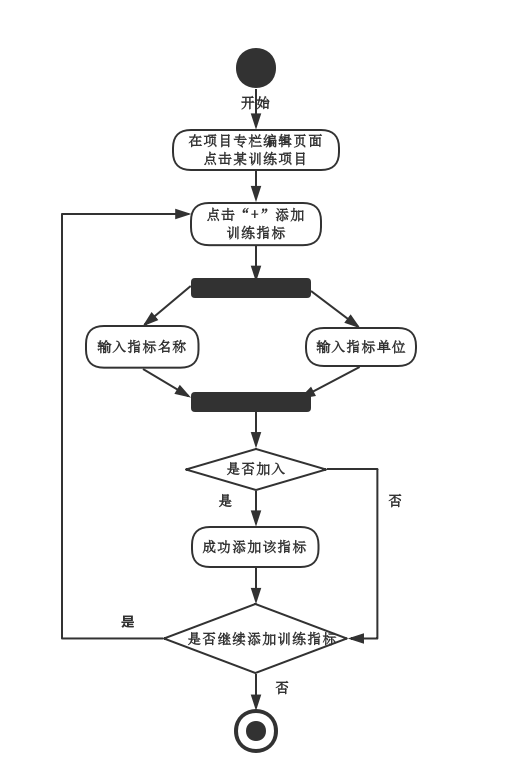 开始
在项目专栏编辑页面
点击某训练项目
点击“+”添加
训练指标
输入指标名称
输入指标单位
是否加入
是
否
成功添加该指标
是
是否继续添加训练指标
否